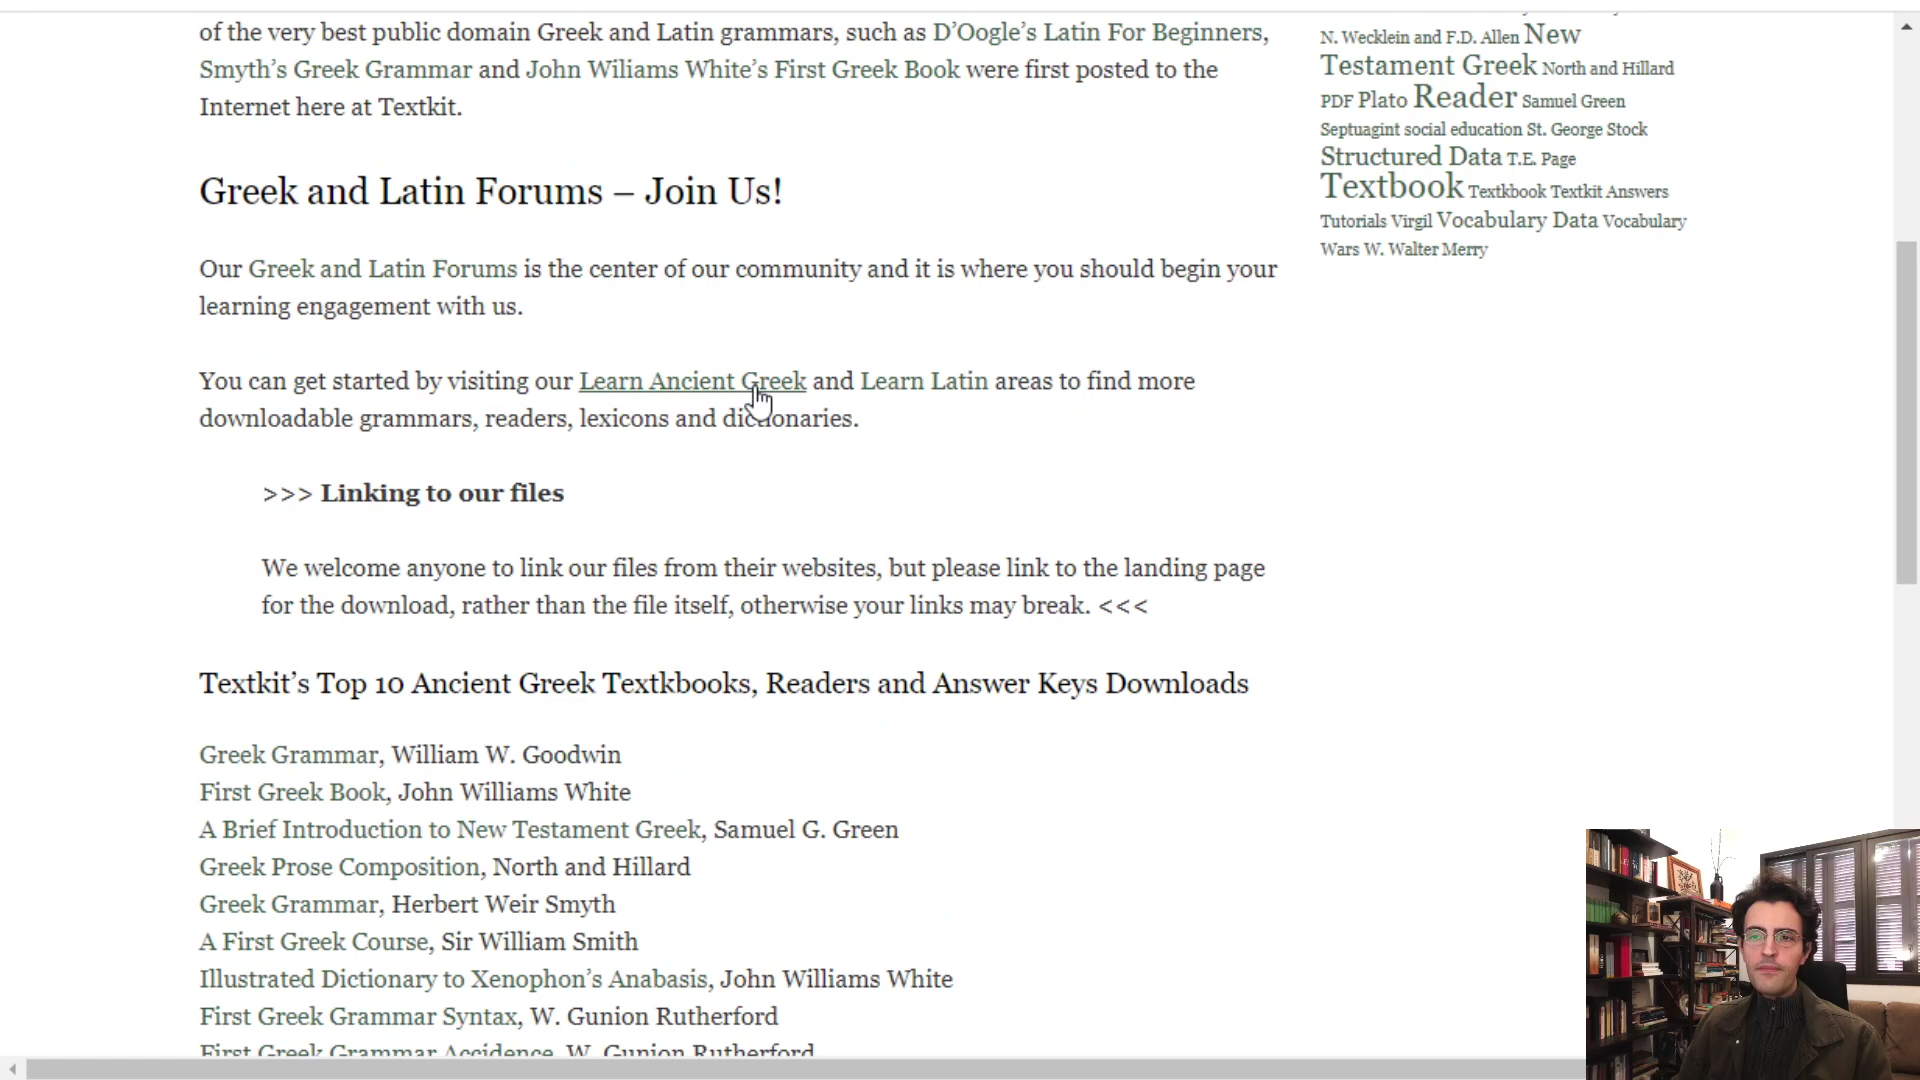 of the very best public domain Greek and Latin grammars, such as D’Oogle’s Latin For Beginners,
Smyth’s Greek Grammar and John Wiliams White’s First Greek Book were first posted to the
Internet here at Textkit.
Greek and Latin Forums – Join Us!
Our Greek and Latin Forums is the center of our community and it is where you should begin your
learning engagement with us.
You can get started by visiting our Learn Ancient Greek and Learn Latin areas to find more
downloadable grammars, readers, lexicons and dictionaries.
>>> Linking to our files
We welcome anyone to link our files from their websites, but please link to the landing page
for the download, rather than the file itself, otherwise your links may break. <<<
Textkit’s Top 10 Ancient Greek Textkbooks, Readers and Answer Keys Downloads
Greek Grammar, William W. Goodwin
First Greek Book, John Williams White
A Brief Introduction to New Testament Greek, Samuel G. Green
Greek Prose Composition, North and Hillard
Greek Grammar, Herbert Weir Smyth
A First Greek Course, Sir William Smith
Illustrated Dictionary to Xenophon’s Anabasis, John Williams White
First Greek Grammar Syntax, W. Gunion Rutherford
First Greek Grammar Accidence, W. Gunion Rutherford
N. Wecklein and F.D. Allen New
Testament Greek North and Hillard
PDF Plato Reader Samuel Green
Septuagint social education St. George Stock
Structured Data T.E. Page
Textbook Textkbook Textkit Answers
Tutorials Virgil Vocabulary Data Vocabulary
Wars W. Walter Merry